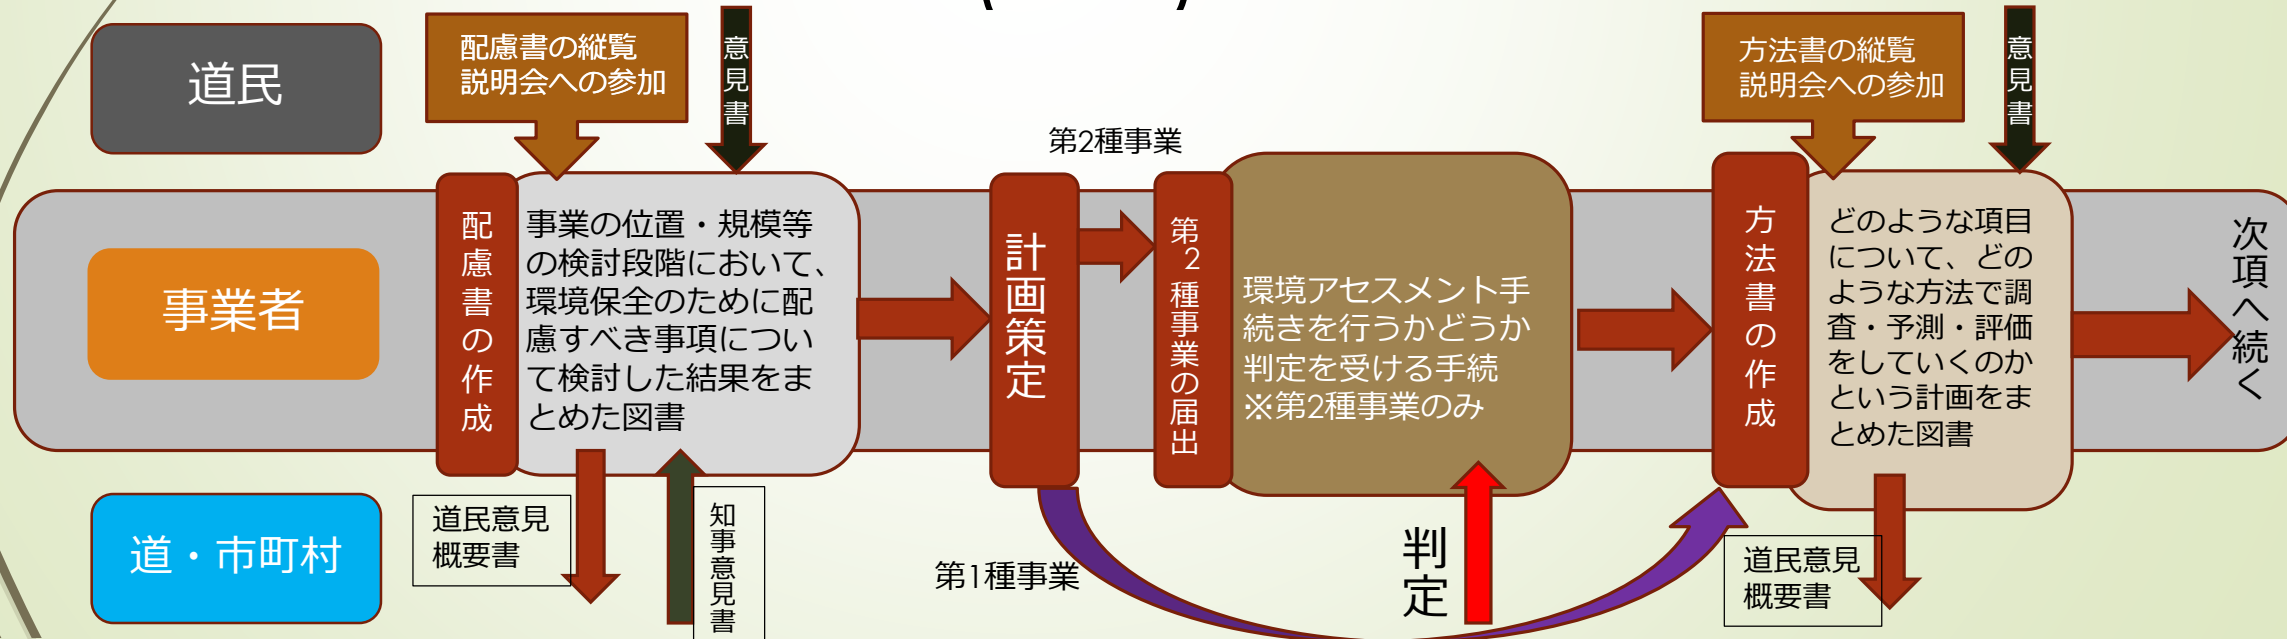 道民
配慮書の縦覧
説明会への参加
意見書
方法書の縦覧
説明会への参加
意見書
第2種事業
事業者
配慮書の作成
事業の位置・規模等
の検討段階において、
環境保全のために配
慮すべき事項につい
て検討した結果をま
とめた図書
計画策定
第2種事業の届出
環境アセスメント手
続きを行うかどうか
判定を受ける手続
※第2種事業のみ
方法書の作成
どのような項目
について、どの
ような方法で調
査・予測・評価
をしていくのか
という計画をま
とめた図書
次項へ続く
道・市町村
道民意見
概要書
知事意見書
第1種事業
判定
道民意見
概要書